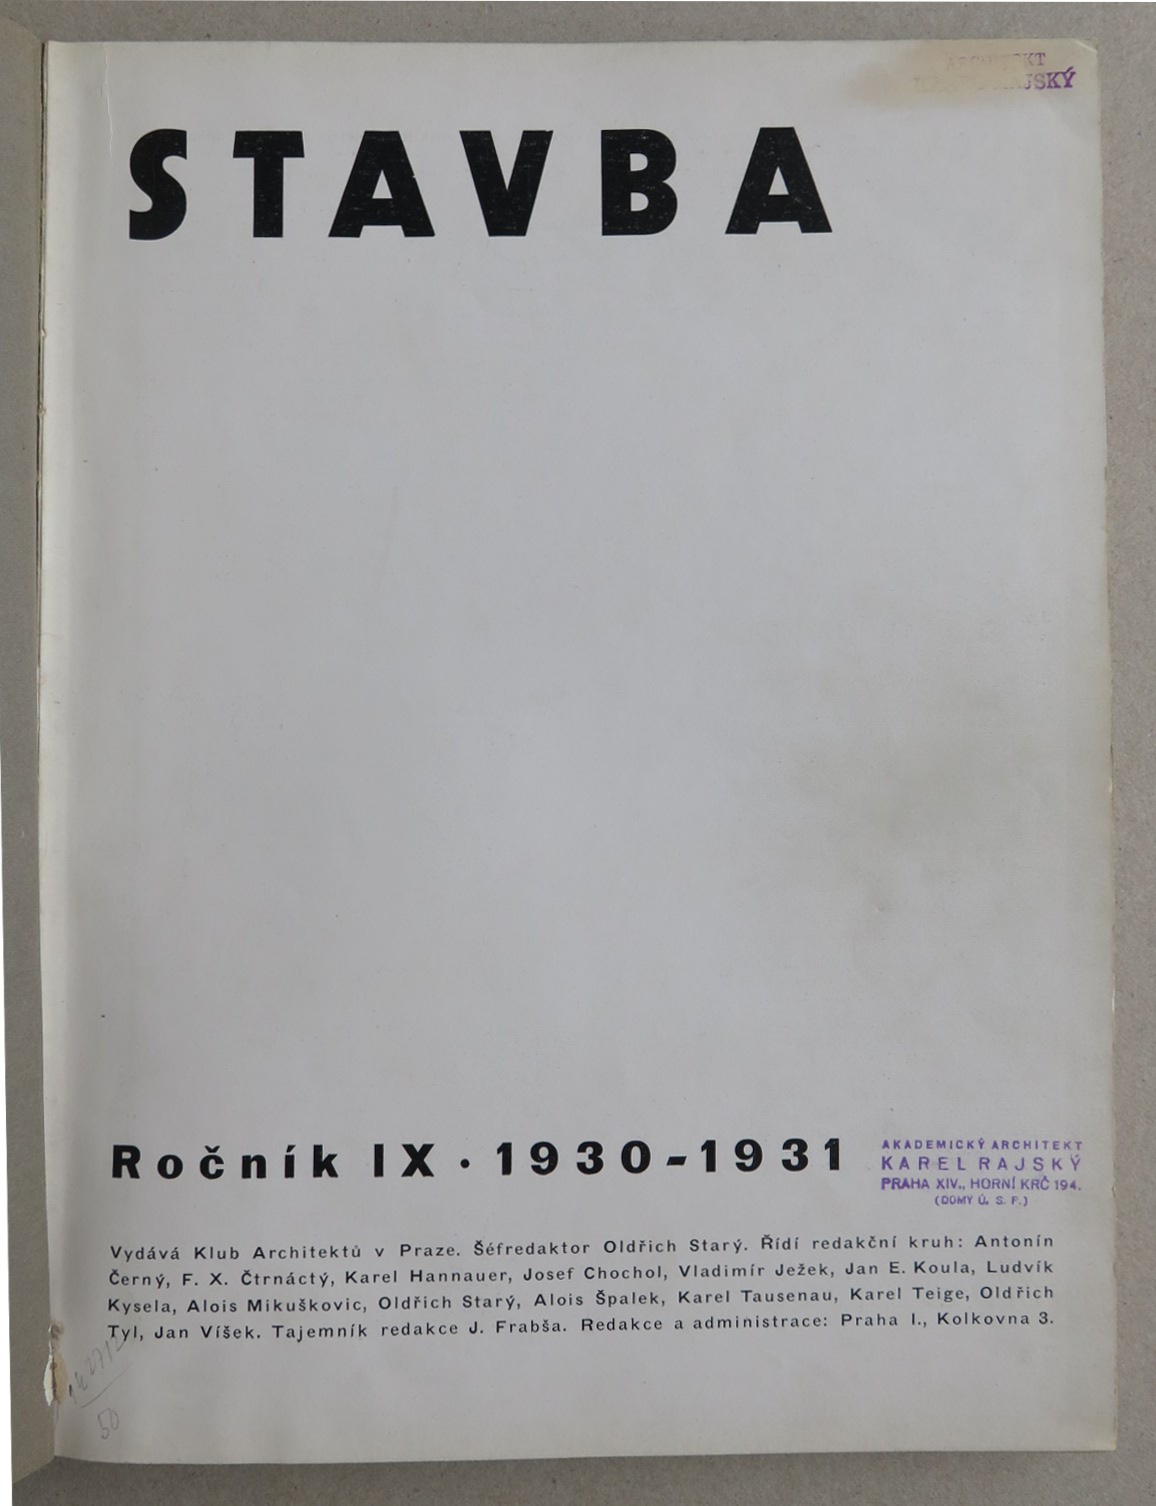 STAVBA
Ročník IX · 1930-1931
AKADEMICKÝ ARCHITEKT
KAREL RAJSKÝ
PRAHA XIV., HORNÍ KRČ 194.
(DOMY Ú. S. P.)
Vydává Klub Architektů v Praze. Šéfredaktor Oldřich Starý. Řídí redakční kruh: Antonín
Černý, F. X. Čtrnáctý, Karel Hannauer, Josef Chochol, Vladimír Ježek, Jan E. Koula, Ludvík
Kysela, Alois Mikuškovic, Oldřich Starý, Alois Špalek, Karel Tausenau, Karel Teige, Oldřich
Tyl, Jan Víšek. Tajemník redakce J. Frabša. Redakce a administrace: Praha I., Kolkovna 3.
50